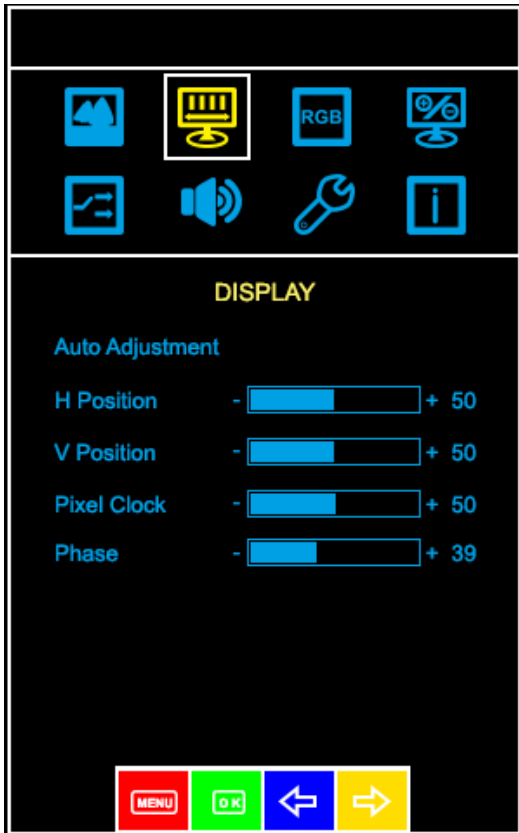 RGB
i
DISPLAY
Auto Adjustment
H Position - + 50
V Position - + 50
Pixel Clock - + 50
Phase - + 39
MENU OK